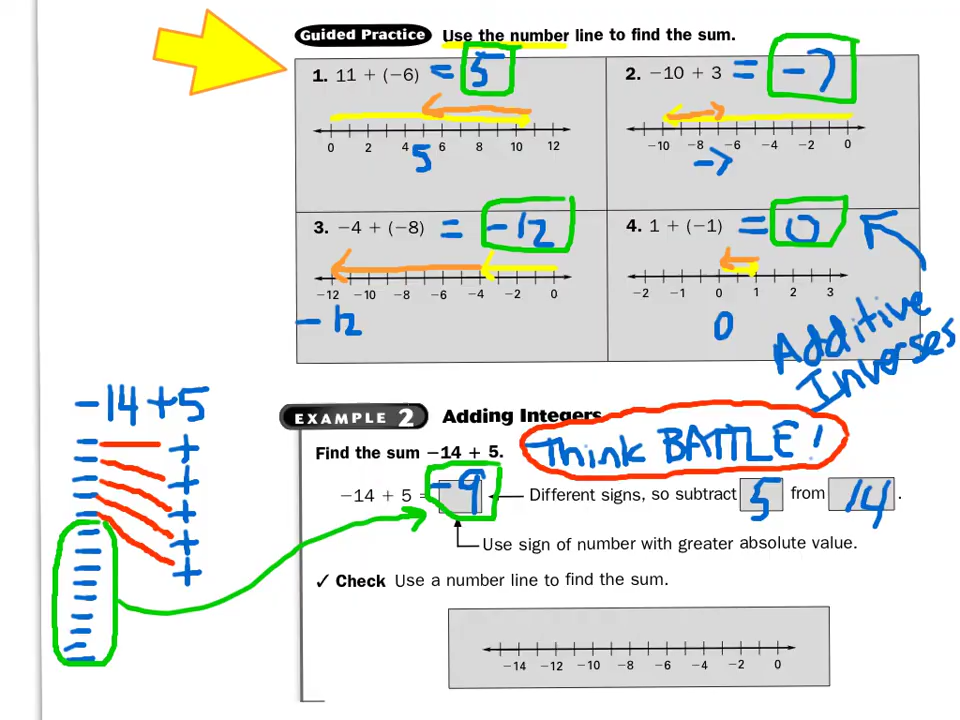 Guided Practice Use the number line to find the sum.
1. 11 + (−6) = 5
0 2 4 6 8 10 12
5
2. −10 + 3 = −7
−10 −8 −6 −4 −2 0
−7
3. −4 + (−8) = −12
−12 −10 −8 −6 −4 −2 0
−12
4. 1 + (−1) = 0
−2 −1 0 1 2 3
0
Additive
Inverses
−14 + 5
EXAMPLE 2 Adding Integers
Think BATTLE!
Find the sum −14 + 5.
−14 + 5 = −9 Different signs, so subtract 5 from 14.
Use sign of number with greater absolute value.
✓ Check Use a number line to find the sum.
−14 −12 −10 −8 −6 −4 −2 0